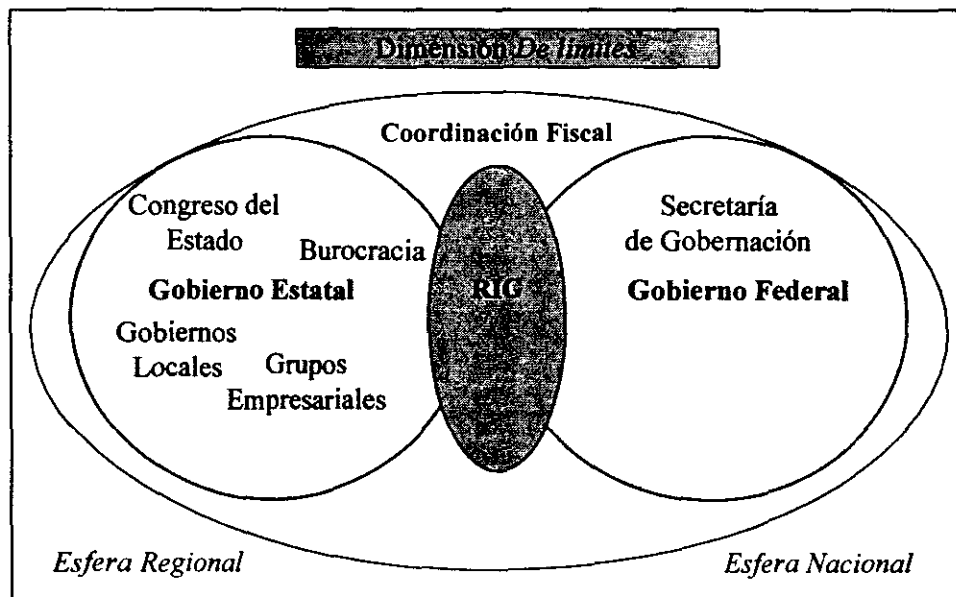 Dimensión De límites
Coordinación Fiscal
Congreso del
Estado
Burocracia
Gobierno Estatal
Gobiernos
Locales
Grupos
Empresariales
RIG
Secretaría
de Gobernación
Gobierno Federal
Esfera Regional
Esfera Nacional